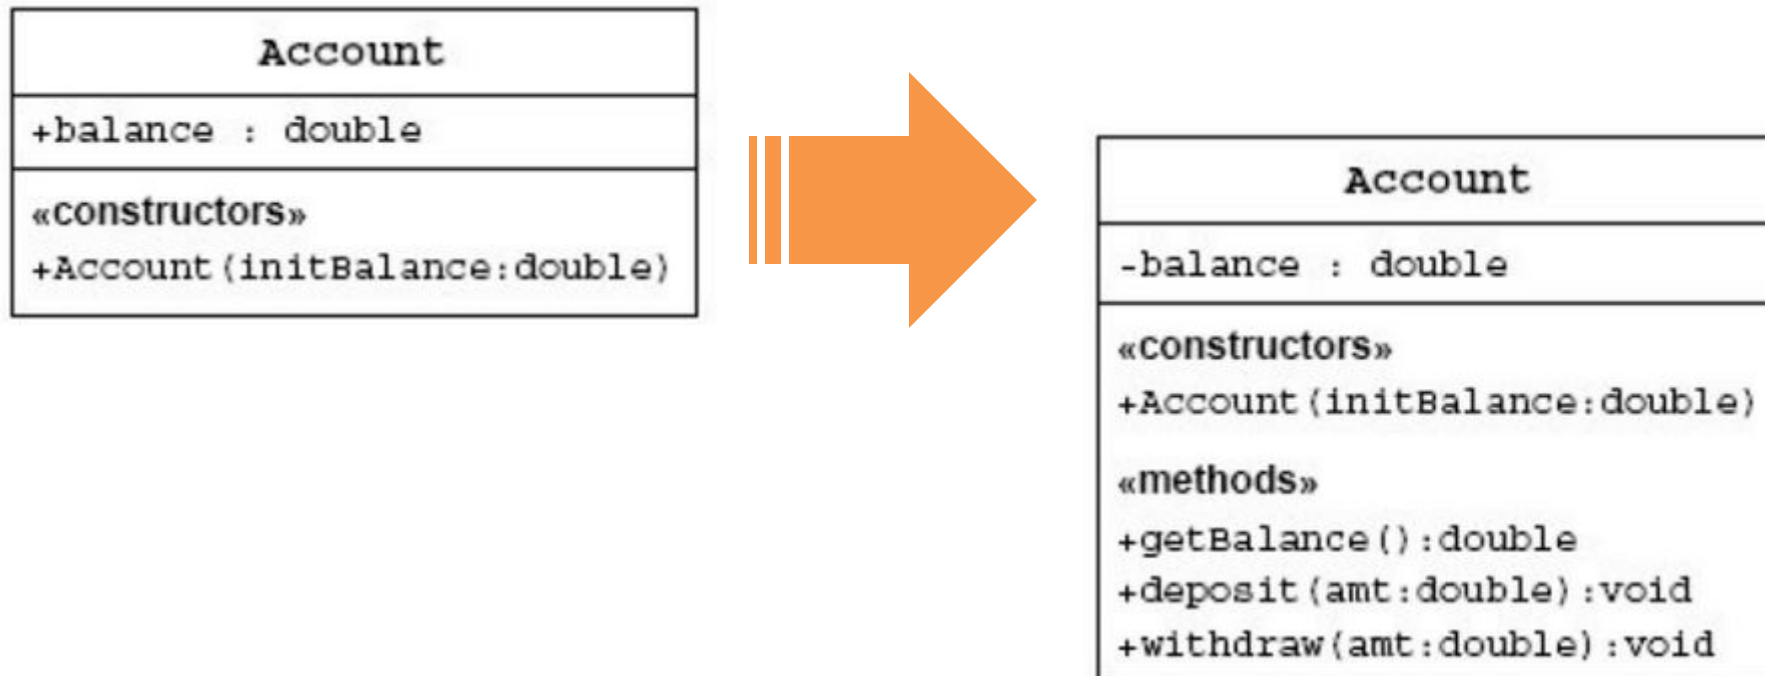 Account
+balance : double
«constructors»
+Account(initBalance:double)
Account
-balance : double
«constructors»
+Account(initBalance:double)
«methods»
+getBalance():double
+deposit(amt:double):void
+withdraw(amt:double):void